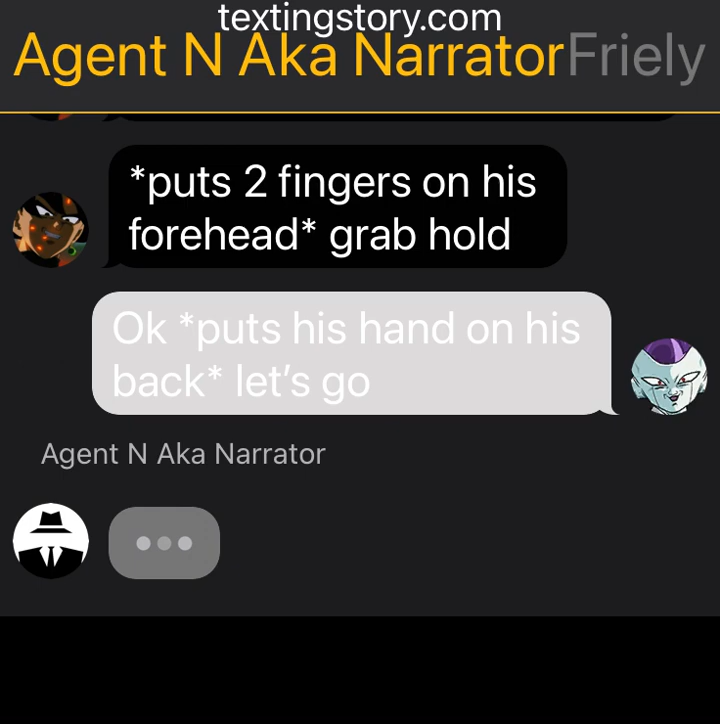 textingstory.com
Agent N Aka Narrator Friely
*puts 2 fingers on his
forehead* grab hold
Ok *puts his hand on his
back* let's go
Agent N Aka Narrator